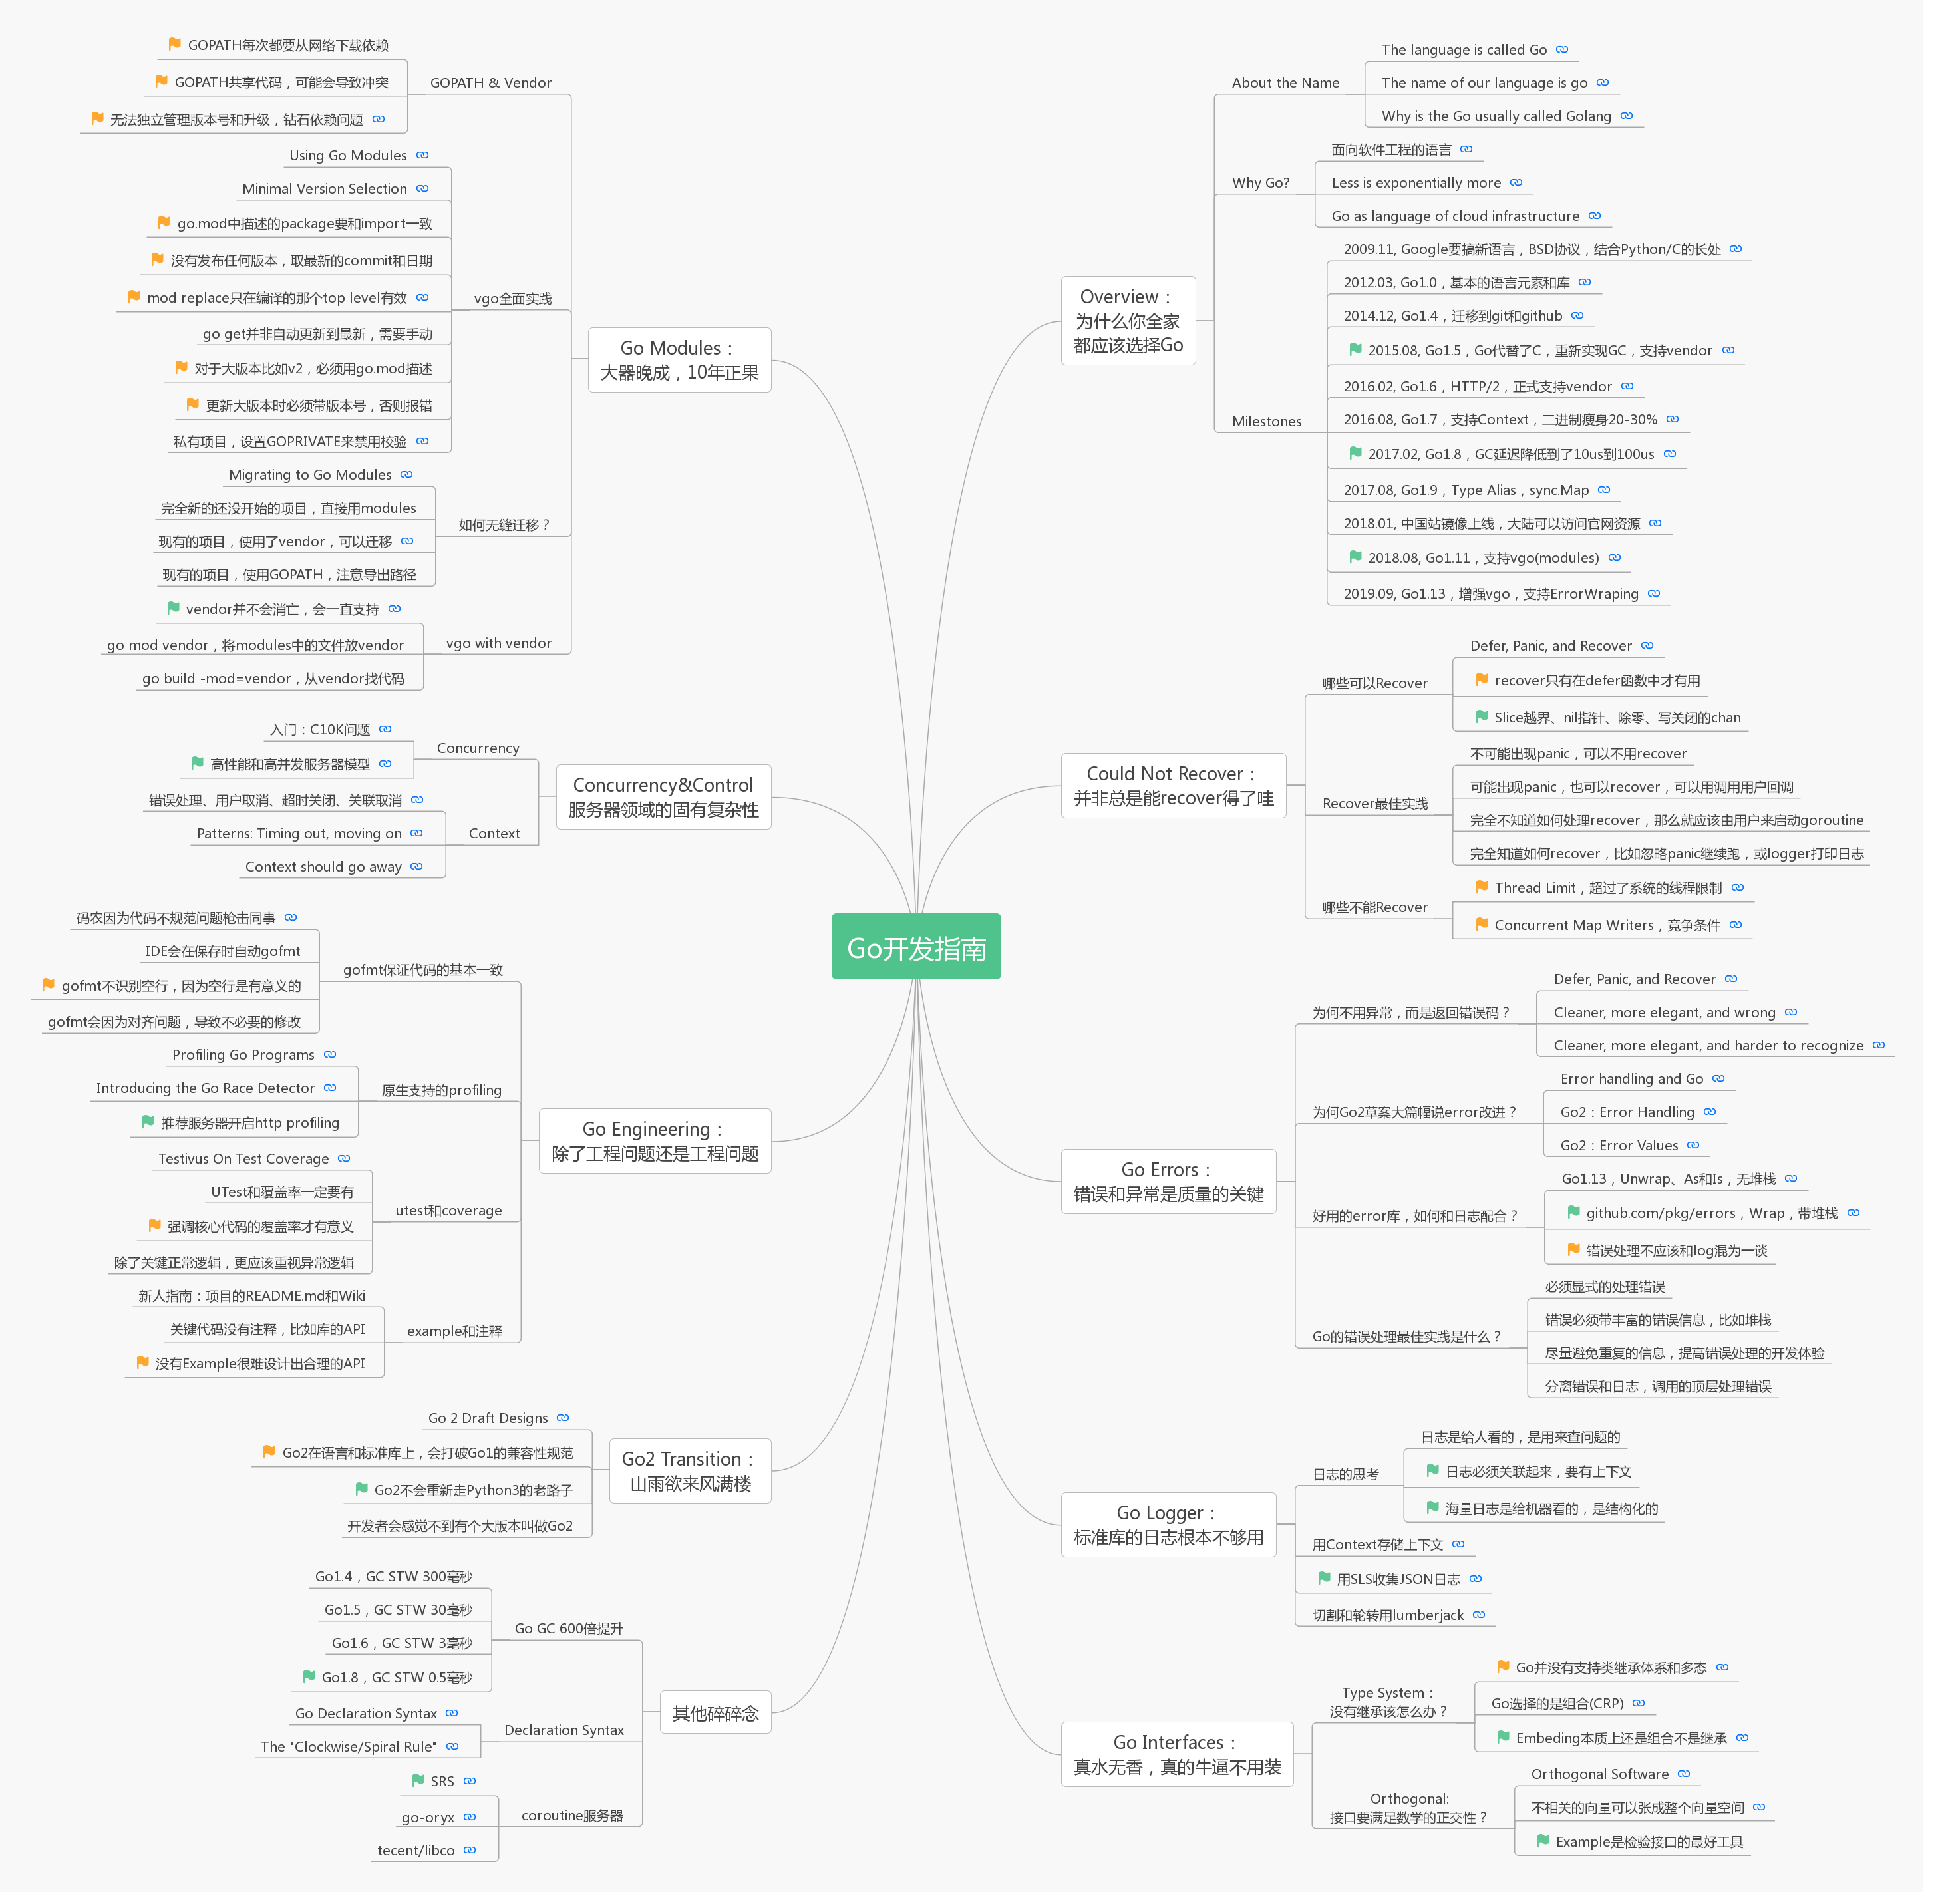 Go开发指南
Overview：
为什么你全家
都应该选择Go
About the Name
The language is called Go
The name of our language is go
Why is the Go usually called Golang
Why Go?
面向软件工程的语言
Less is exponentially more
Go as language of cloud infrastructure
Milestones
2009.11, Google要搞新语言，BSD协议，结合Python/C的长处
2012.03, Go1.0，基本的语言元素和库
2014.12, Go1.4，迁移到git和github
2015.08, Go1.5，Go代替了C，重新实现GC，支持vendor
2016.02, Go1.6，HTTP/2，正式支持vendor
2016.08, Go1.7，支持Context，二进制瘦身20-30%
2017.02, Go1.8，GC延迟降低到了10us到100us
2017.08, Go1.9，Type Alias，sync.Map
2018.01, 中国站镜像上线，大陆可以访问官网资源
2018.08, Go1.11，支持vgo(modules)
2019.09, Go1.13，增强vgo，支持ErrorWraping
Could Not Recover：
并非总是能recover得了哇
哪些可以Recover
Defer, Panic, and Recover
recover只有在defer函数中才有用
Slice越界、nil指针、除零、写关闭的chan
Recover最佳实践
不可能出现panic，可以不用recover
可能出现panic，也可以recover，可以用调用用户回调
完全不知道如何处理recover，那么就应该由用户来启动goroutine
完全知道如何recover，比如忽略panic继续跑，或logger打印日志
哪些不能Recover
Thread Limit，超过了系统的线程限制
Concurrent Map Writers，竞争条件
Go Errors：
错误和异常是质量的关键
为何不用异常，而是返回错误码？
Defer, Panic, and Recover
Cleaner, more elegant, and wrong
Cleaner, more elegant, and harder to recognize
为何Go2草案大篇幅说error改进？
Error handling and Go
Go2：Error Handling
Go2：Error Values
好用的error库，如何和日志配合？
Go1.13，Unwrap、As和Is，无堆栈
github.com/pkg/errors，Wrap，带堆栈
错误处理不应该和log混为一谈
Go的错误处理最佳实践是什么？
必须显式的处理错误
错误必须带丰富的错误信息，比如堆栈
尽量避免重复的信息，提高错误处理的开发体验
分离错误和日志，调用的顶层处理错误
Go Logger：
标准库的日志根本不够用
日志的思考
日志是给人看的，是用来查问题的
日志必须关联起来，要有上下文
海量日志是给机器看的，是结构化的
用Context存储上下文
用SLS收集JSON日志
切割和轮转用lumberjack
Go Interfaces：
真水无香，真的牛逼不用装
Type System：
没有继承该怎么办？
Go并没有支持类继承体系和多态
Go选择的是组合(CRP)
Embeding本质上还是组合不是继承
Orthogonal:
接口要满足数学的正交性？
Orthogonal Software
不相关的向量可以张成整个向量空间
Example是检验接口的最好工具
Go Modules：
大器晚成，10年正果
GOPATH & Vendor
GOPATH每次都要从网络下载依赖
GOPATH共享代码，可能会导致冲突
无法独立管理版本号和升级，钻石依赖问题
vgo全面实践
Using Go Modules
Minimal Version Selection
go.mod中描述的package要和import一致
没有发布任何版本，取最新的commit和日期
mod replace只在编译的那个top level有效
go get并非自动更新到最新，需要手动
对于大版本比如v2，必须用go.mod描述
更新大版本时必须带版本号，否则报错
私有项目，设置GOPRIVATE来禁用校验
如何无缝迁移？
Migrating to Go Modules
完全新的还没开始的项目，直接用modules
现有的项目，使用了vendor，可以迁移
现有的项目，使用GOPATH，注意导出路径
vgo with vendor
vendor并不会消亡，会一直支持
go mod vendor，将modules中的文件放vendor
go build -mod=vendor，从vendor找代码
Concurrency&Control
服务器领域的固有复杂性
Concurrency
入门：C10K问题
高性能和高并发服务器模型
Context
错误处理、用户取消、超时关闭、关联取消
Patterns: Timing out, moving on
Context should go away
Go Engineering：
除了工程问题还是工程问题
gofmt保证代码的基本一致
码农因为代码不规范问题枪击同事
IDE会在保存时自动gofmt
gofmt不识别空行，因为空行是有意义的
gofmt会因为对齐问题，导致不必要的修改
原生支持的profiling
Profiling Go Programs
Introducing the Go Race Detector
推荐服务器开启http profiling
utest和coverage
Testivus On Test Coverage
UTest和覆盖率一定要有
强调核心代码的覆盖率才有意义
除了关键正常逻辑，更应该重视异常逻辑
example和注释
新人指南：项目的README.md和Wiki
关键代码没有注释，比如库的API
没有Example很难设计出合理的API
Go2 Transition：
山雨欲来风满楼
Go 2 Draft Designs
Go2在语言和标准库上，会打破Go1的兼容性规范
Go2不会重新走Python3的老路子
开发者会感觉不到有个大版本叫做Go2
其他碎碎念
Go GC 600倍提升
Go1.4，GC STW 300毫秒
Go1.5，GC STW 30毫秒
Go1.6，GC STW 3毫秒
Go1.8，GC STW 0.5毫秒
Declaration Syntax
Go Declaration Syntax
The "Clockwise/Spiral Rule"
coroutine服务器
SRS
go-oryx
tecent/libco